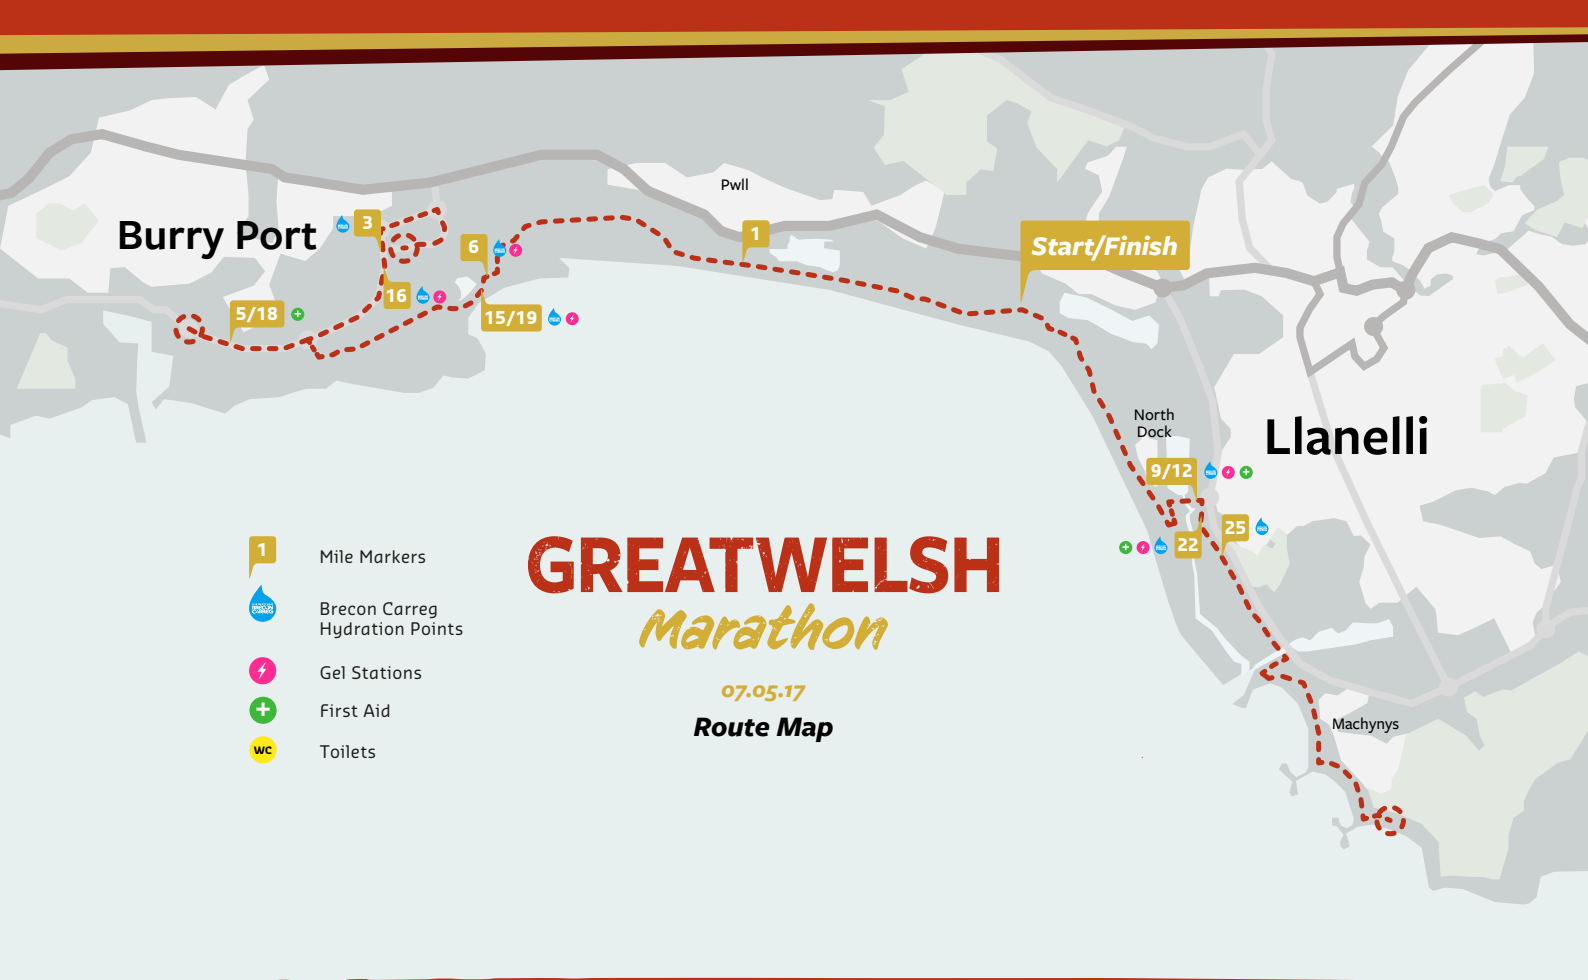 Pwll
Burry Port
3
6
1
Start/Finish
16
5/18
15/19
North
Dock
Llanelli
9/12
25
22
1
Mile Markers
BRECON
CARREG
Brecon Carreg
Hydration Points
Gel Stations
First Aid
WC
Toilets
GREATWELSH
Marathon
07.05.17
Route Map
Machynys